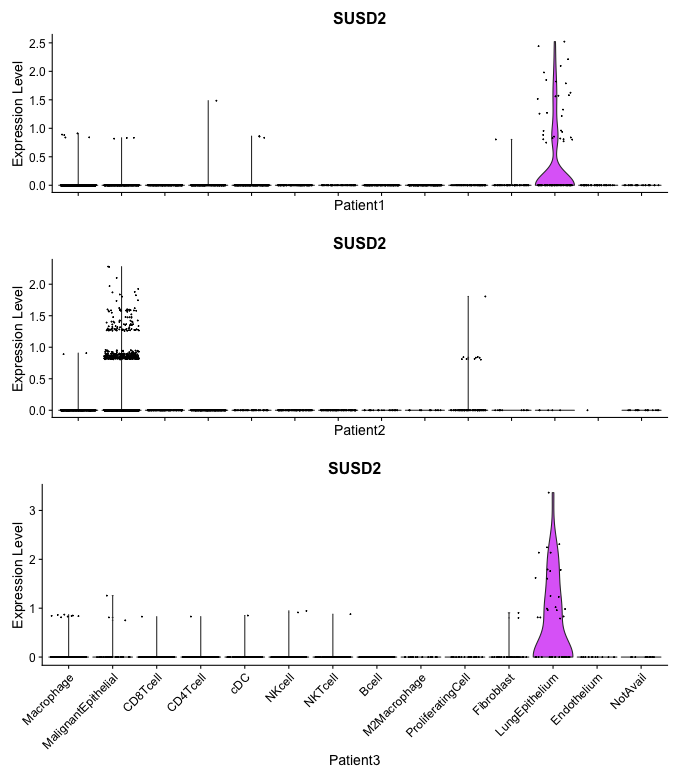 SUSD2
Expression Level
2.5
2.0
1.5
1.0
0.5
0.0
Patient1
SUSD2
Expression Level
2.0
1.5
1.0
0.5
0.0
Patient2
SUSD2
Expression Level
3
2
1
0
Macrophage
MalignantEpithelial
CD8Tcell
CD4Tcell
cDC
NKcell
NKTcell
Bcell
M2Macrophage
ProliferatingCell
Fibroblast
LungEpithelium
Endothelium
NotAvail
Patient3